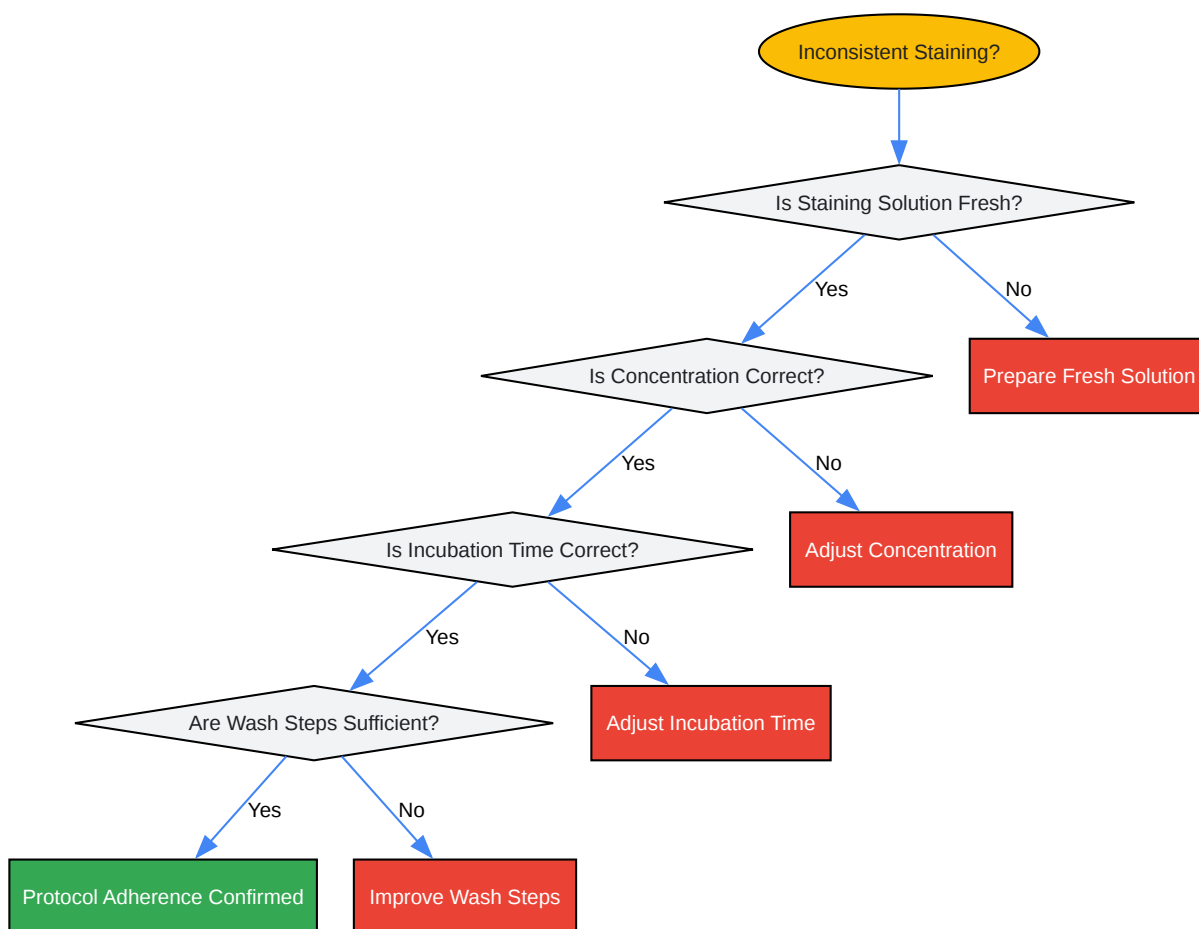 Inconsistent Staining?
Is Staining Solution Fresh?
Yes
No
Is Concentration Correct?
Prepare Fresh Solution
Yes
No
Is Incubation Time Correct?
Adjust Concentration
Yes
No
Are Wash Steps Sufficient?
Adjust Incubation Time
Yes
No
Protocol Adherence Confirmed
Improve Wash Steps